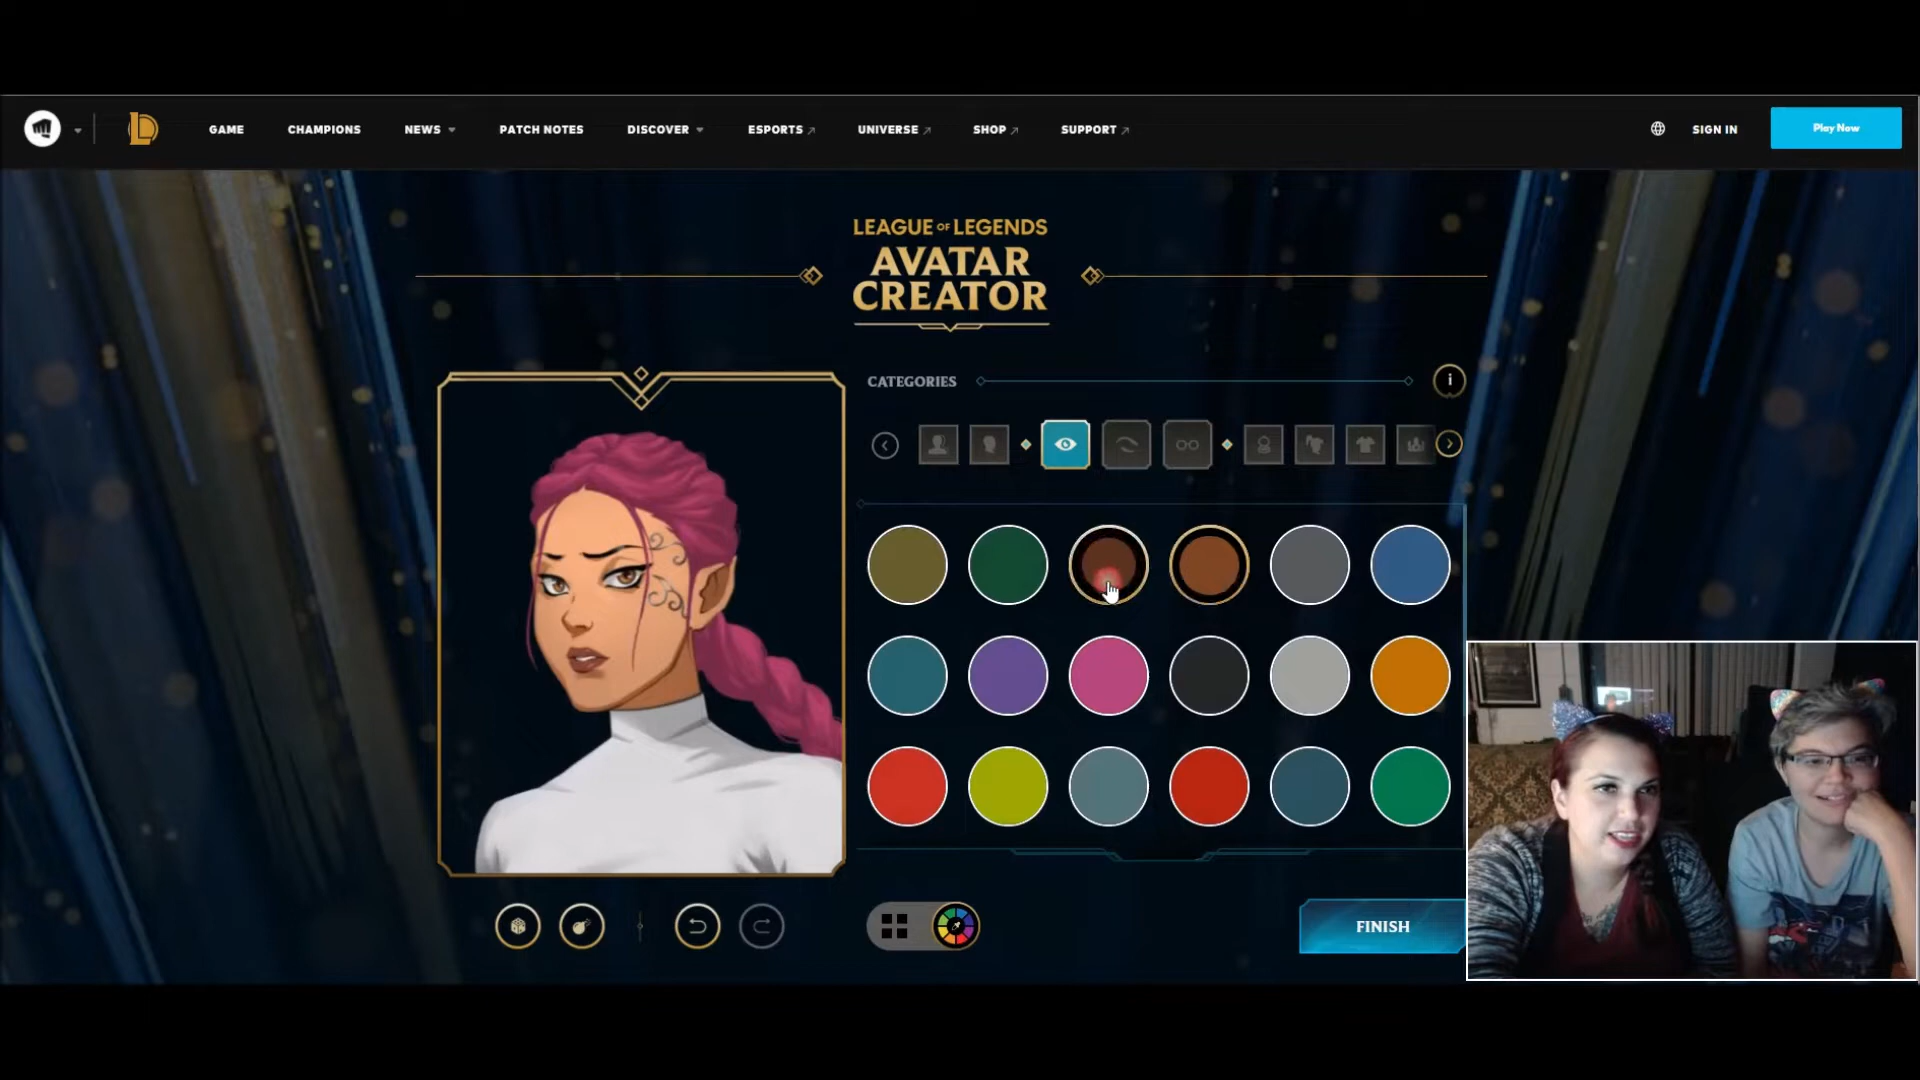 GAME
CHAMPIONS
NEWS
PATCH NOTES
DISCOVER
ESPORTS
UNIVERSE
SHOP
SUPPORT
SIGN IN
Play Now
LEAGUE OF LEGENDS
AVATAR
CREATOR
CATEGORIES
i
FINISH